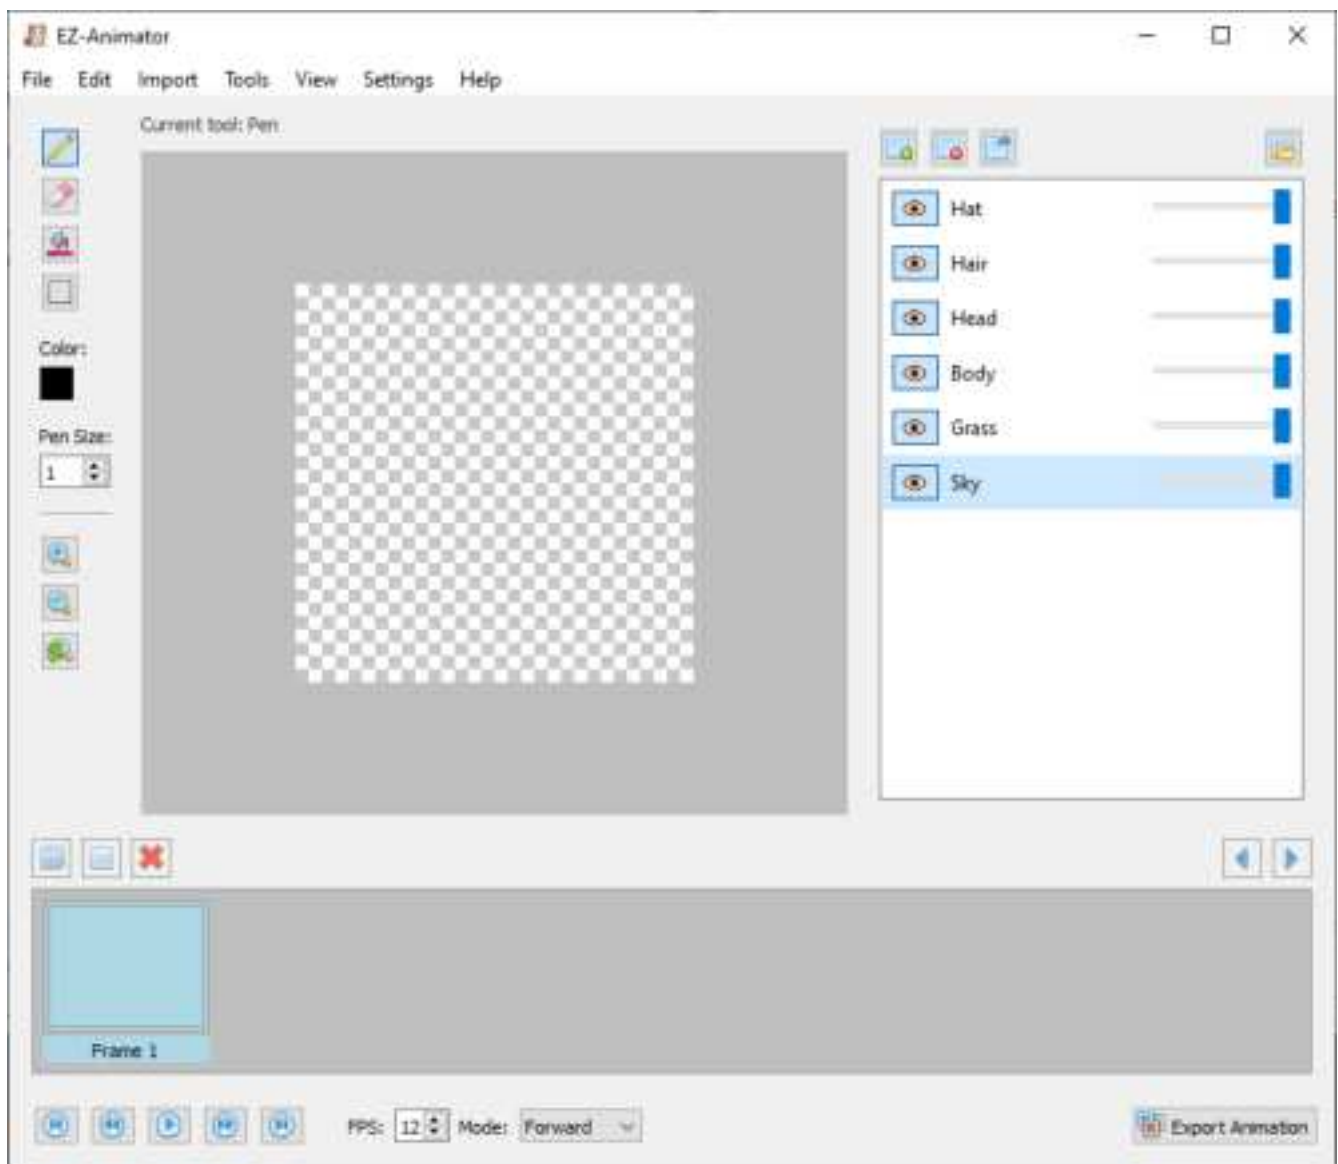 EZ-Animator
File Edit Import Tools View Settings Help
Current tool: Pen
Color:
Pen Size:
1
Hat
Hair
Head
Body
Grass
Sky
Frame 1
FPS: 12 Mode: Forward Export Animation